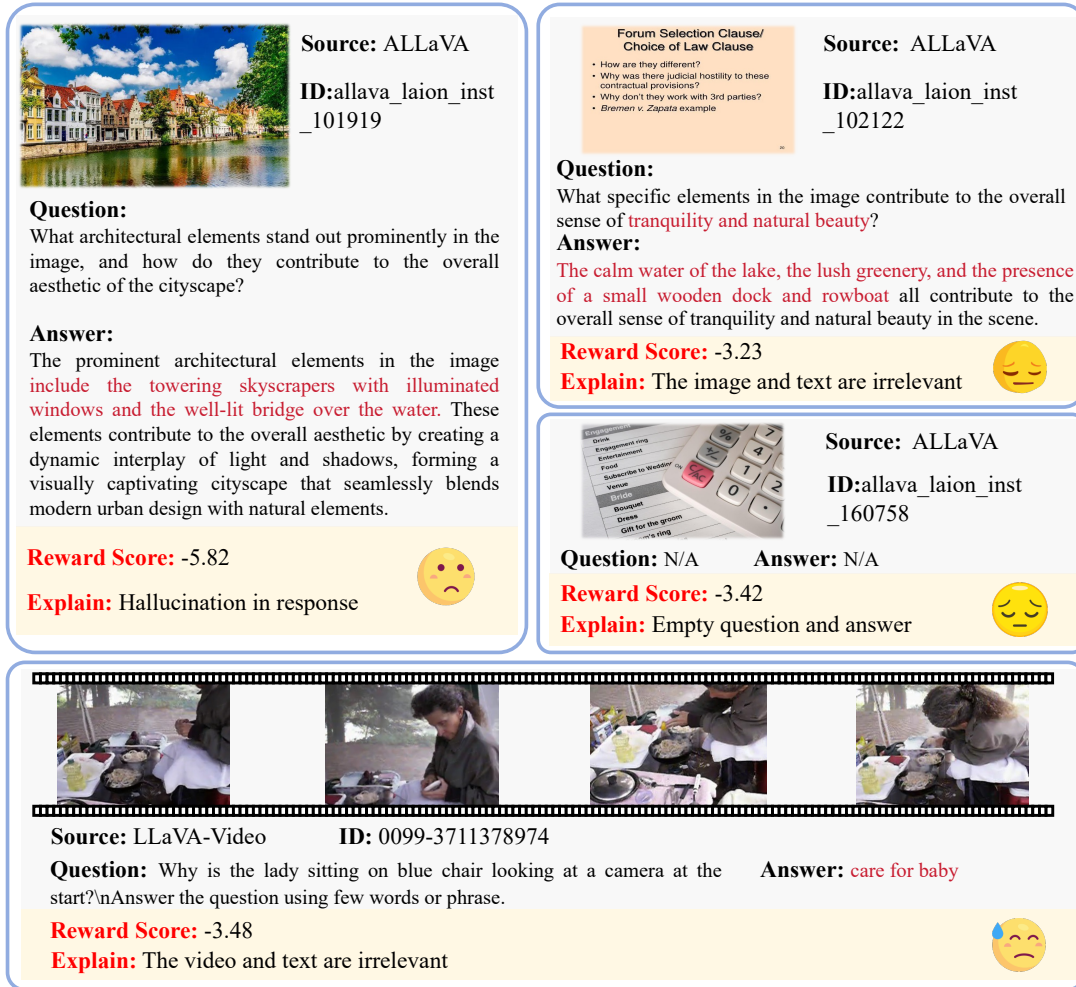 Source: ALLaVA
ID:allava_laion_inst
_101919
Question:
What architectural elements stand out prominently in the
image, and how do they contribute to the overall
aesthetic of the cityscape?
Answer:
The prominent architectural elements in the image
include the towering skyscrapers with illuminated
windows and the well-lit bridge over the water. These
elements contribute to the overall aesthetic by creating a
dynamic interplay of light and shadows, forming a
visually captivating cityscape that seamlessly blends
modern urban design with natural elements.
Reward Score: -5.82
Explain: Hallucination in response
Forum Selection Clause/
Choice of Law Clause
• How are they different?
• Why was there judicial hostility to these
contractual provisions?
• Why don't they work with 3rd parties?
• Bremen v. Zapata example
Source: ALLaVA
ID:allava_laion_inst
_102122
Question:
What specific elements in the image contribute to the overall
sense of tranquility and natural beauty?
Answer:
The calm water of the lake, the lush greenery, and the presence
of a small wooden dock and rowboat all contribute to the
overall sense of tranquility and natural beauty in the scene.
Reward Score: -3.23
Explain: The image and text are irrelevant
Engagement
Drink
Engagement ring
Entertainment
Food
Subscribe to Wedding
Venue
Bride
Bouquet
Dress
Gift for the groom
's ring
% 7
+/- 4
ON C/AC 1 5
0 2
Source: ALLaVA
ID:allava_laion_inst
_160758
Question: N/A Answer: N/A
Reward Score: -3.42
Explain: Empty question and answer
Source: LLaVA-Video ID: 0099-3711378974
Question: Why is the lady sitting on blue chair looking at a camera at the
start?\nAnswer the question using few words or phrase.
Answer: care for baby
Reward Score: -3.48
Explain: The video and text are irrelevant